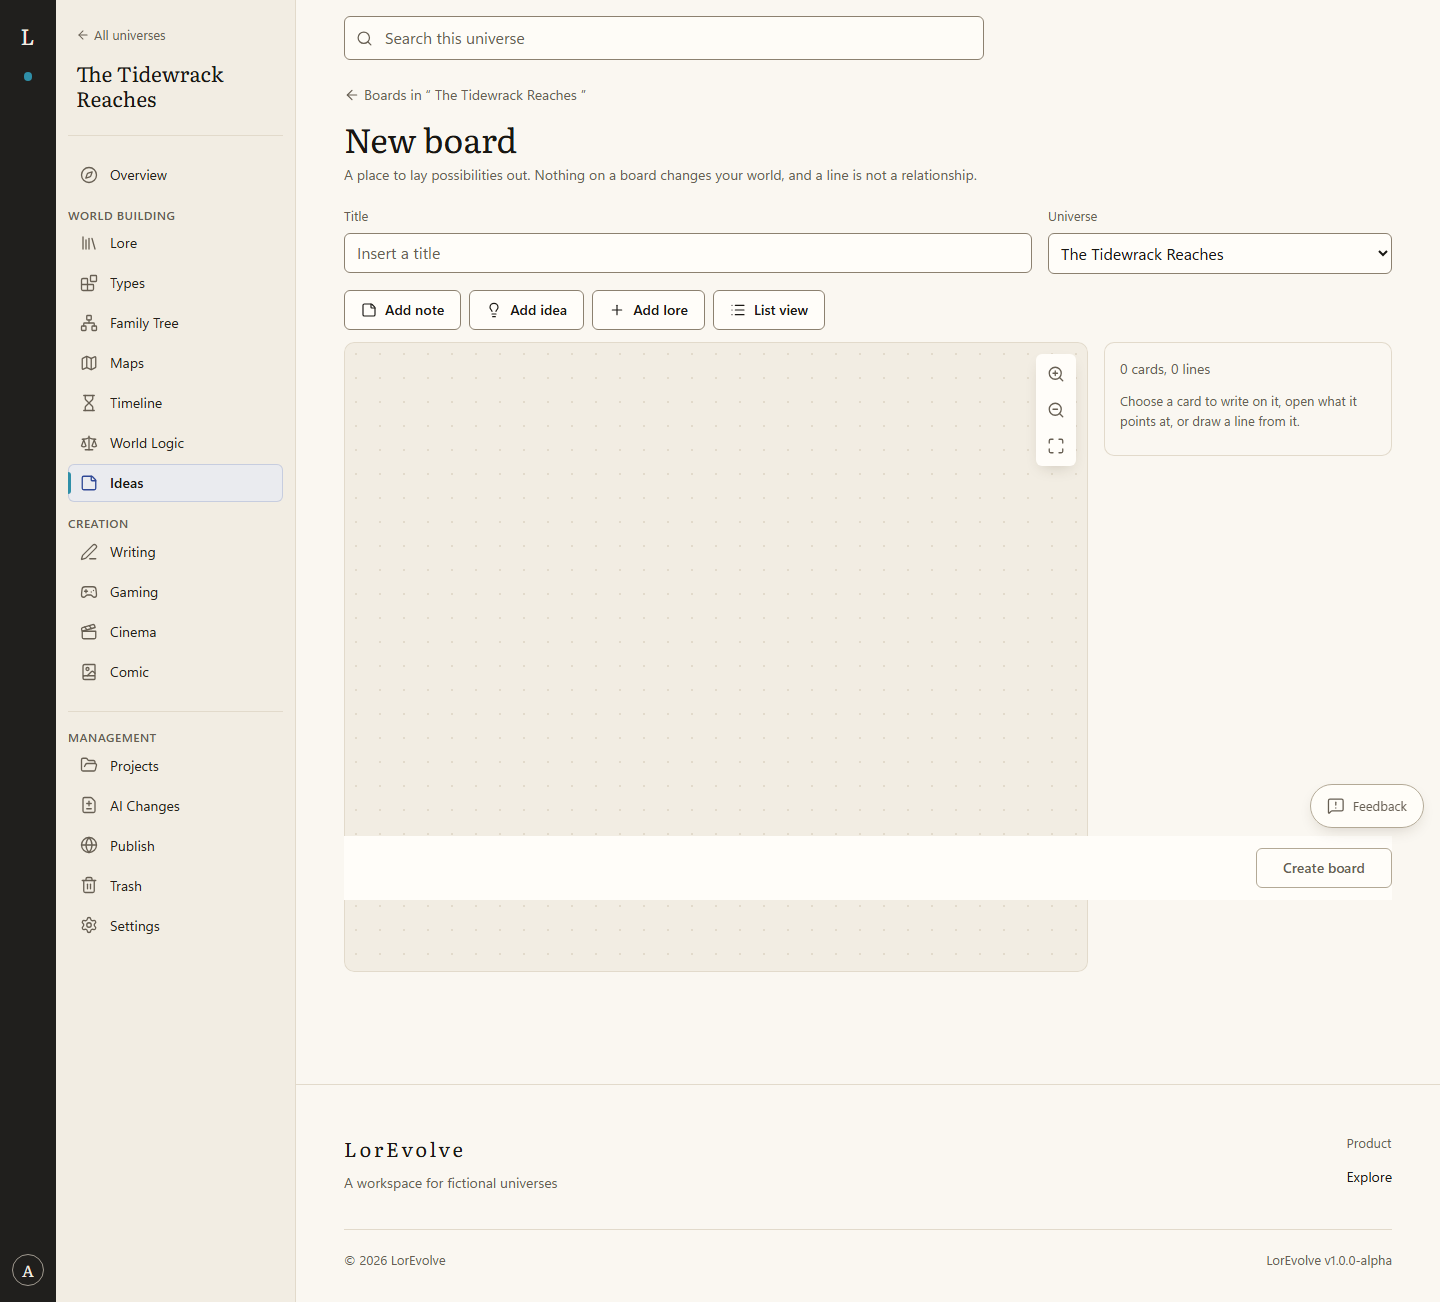 L
← All universes
The Tidewrack
Reaches
Overview
WORLD BUILDING
Lore
Types
Family Tree
Maps
Timeline
World Logic
Ideas
CREATION
Writing
Gaming
Cinema
Comic
MANAGEMENT
Projects
AI Changes
Publish
Trash
Settings
A
Search this universe
← Boards in “ The Tidewrack Reaches ”
New board
A place to lay possibilities out. Nothing on a board changes your world, and a line is not a relationship.
Title
Insert a title
Universe
The Tidewrack Reaches
Add note
Add idea
Add lore
List view
0 cards, 0 lines
Choose a card to write on it, open what it
points at, or draw a line from it.
Feedback
Create board
LorEvolve
A workspace for fictional universes
Product
Explore
© 2026 LorEvolve
LorEvolve v1.0.0-alpha